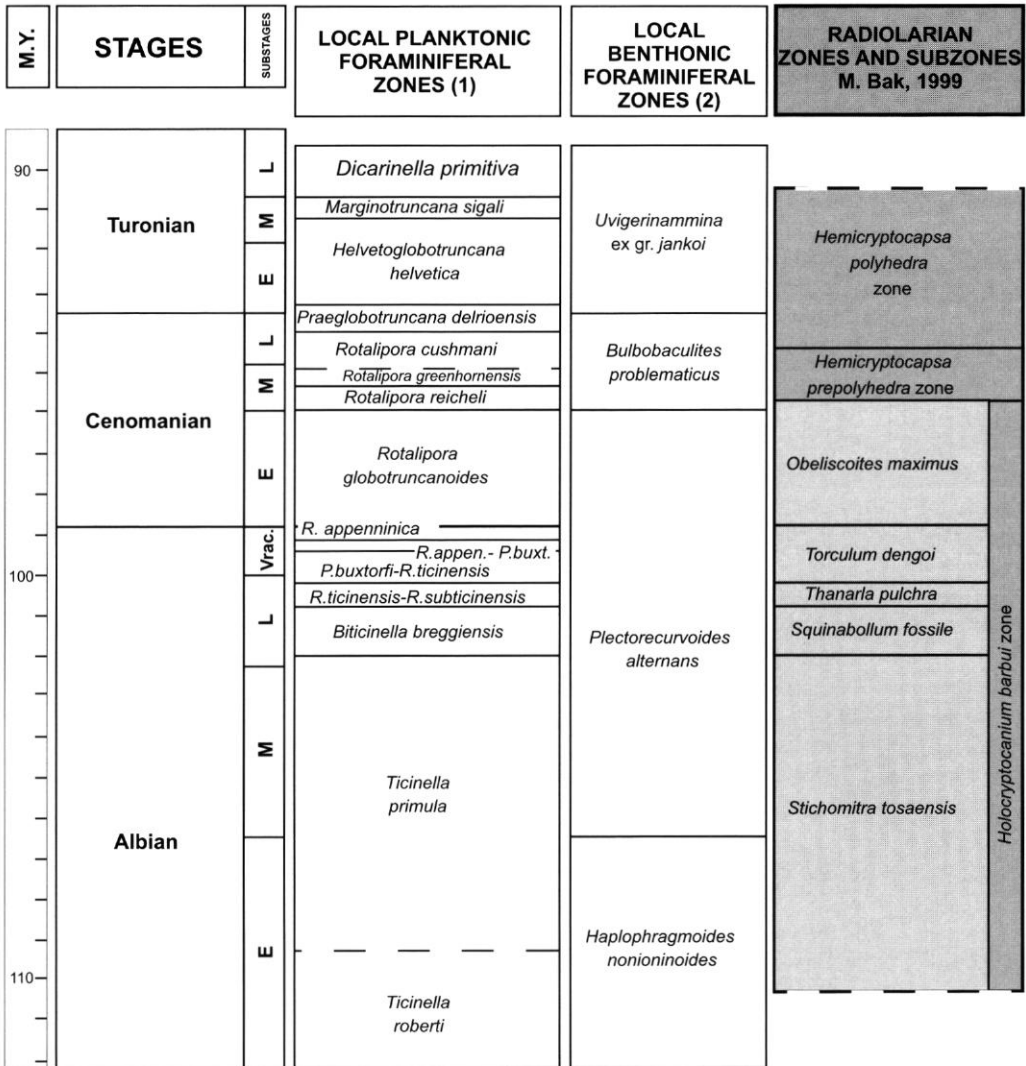 M.Y.
STAGES
SUBSTAGES
LOCAL PLANKTONIC
FORAMINIFERAL
ZONES (1)
LOCAL
BENTHONIC
FORAMINIFERAL
ZONES (2)
RADIOLARIAN
ZONES AND SUBZONES
M. Bak, 1999
90
100
110
Turonian
Cenomanian
Albian
L
M
E
L
M
E
Vrac.
L
M
E
Dicarinella primitiva
Marginotruncana sigali
Helvetoglobotruncana
helvetica
Praeglobotruncana delrioensis
Rotalipora cushmani
Rotalipora greenhornensis
Rotalipora reicheli
Rotalipora
globotruncanoides
R. appenninica
R.appen.- P.buxt.
P.buxtorfi-R.ticinensis
R.ticinensis-R.subticinensis
Biticinella breggiensis
Ticinella
primula
Ticinella
roberti
Uvigerinammina
ex gr. jankoi
Bulbobaculites
problematicus
Plectorecurvoides
alternans
Haplophragmoides
nonioninoides
Hemicryptocapsa
polyhedra
zone
Hemicryptocapsa
prepolyhedra zone
Obeliscoites maximus
Torculum dengoi
Thanarla pulchra
Squinabollum fossile
Stichomitra tosaensis
Holocryptocanium barbui zone